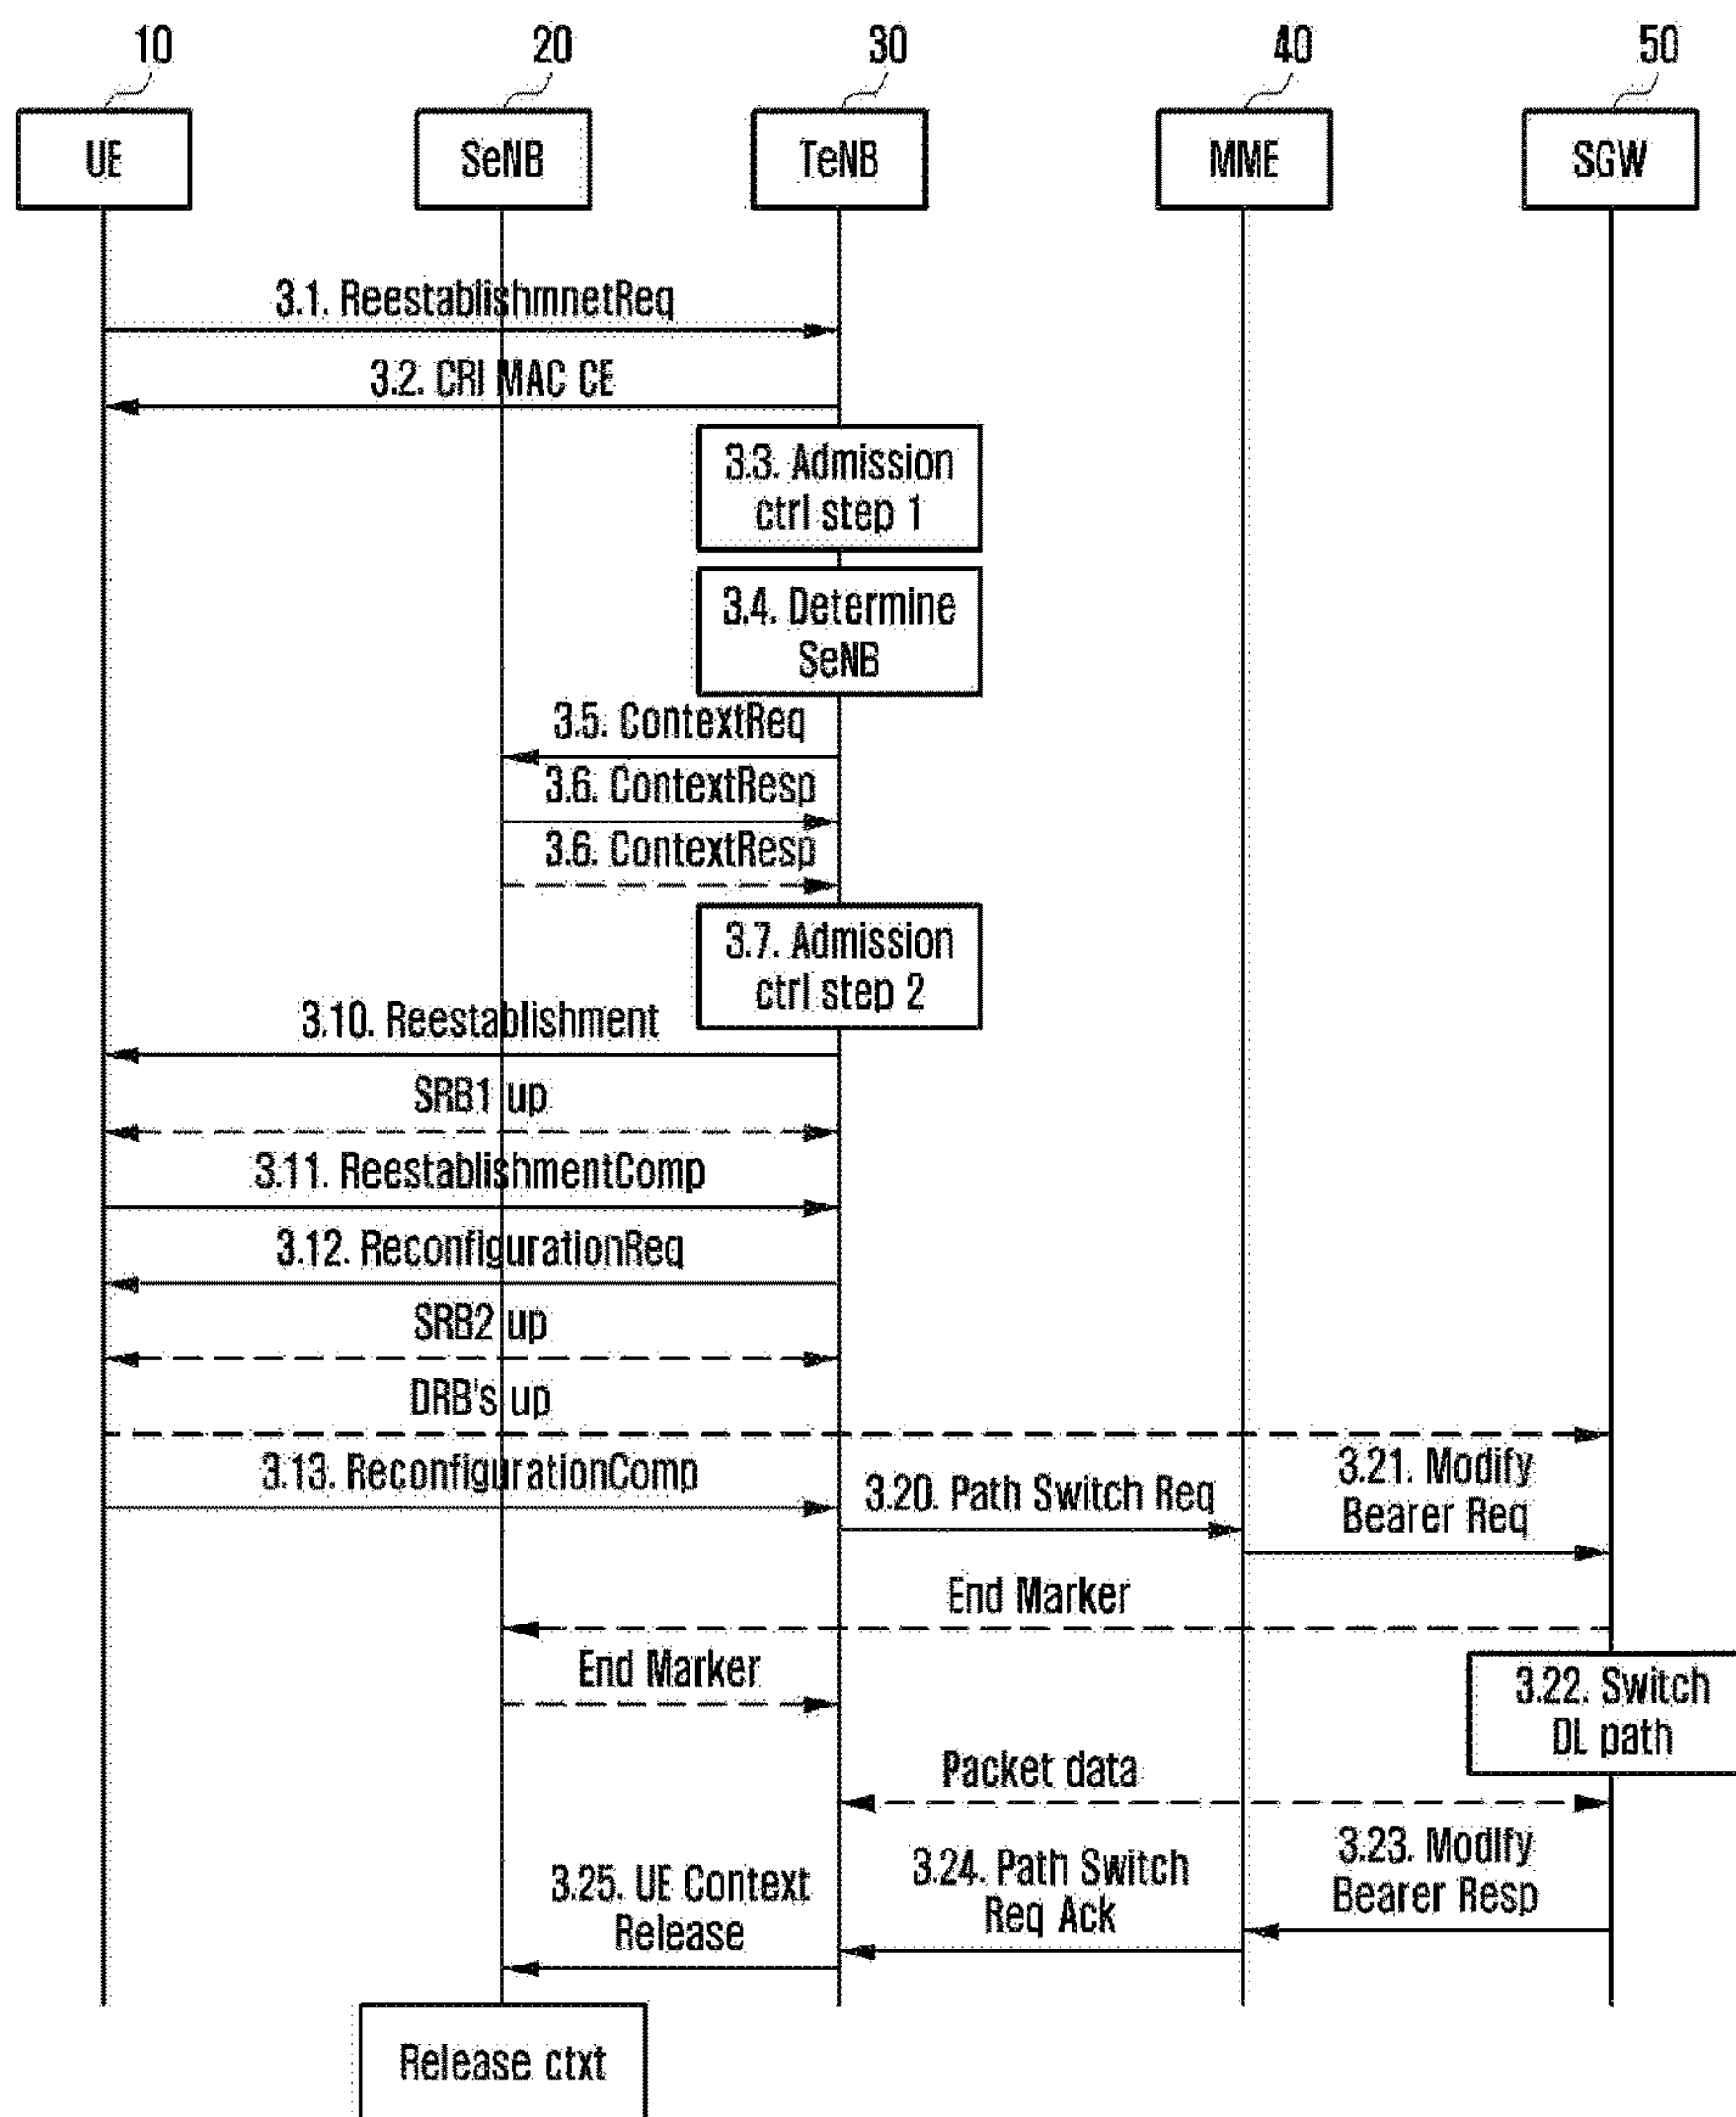 10
20
30
40
50
UE
SeNB
TeNB
MME
SGW
3.1. ReestablishmnetReq
3.2. CRI MAC CE
3.3. Admission
ctrl step 1
3.4. Determine
SeNB
3.5. ContextReq
3.6. ContextResp
3.6. ContextResp
3.7. Admission
ctrl step 2
3.10. Reestablishment
SRB1 up
3.11. ReestablishmentComp
3.12. ReconfigurationReq
SRB2 up
DRB's up
3.13. ReconfigurationComp
3.20. Path Switch Req
3.21. Modify
Bearer Req
End Marker
End Marker
3.22. Switch
DL path
Packet data
3.23. Modify
Bearer Resp
3.24. Path Switch
Req Ack
3.25. UE Context
Release
Release ctxt